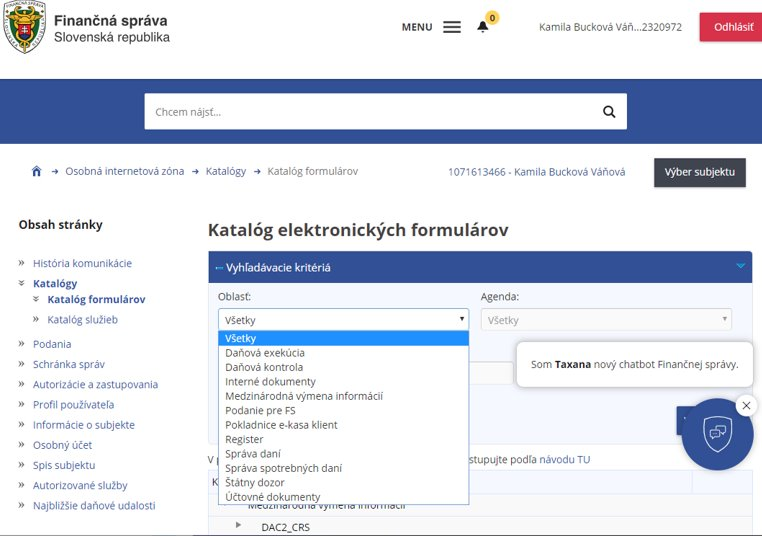 Finančná správa
Slovenská republika
MENU
0
Kamila Bucková Váň...2320972
Odhlásiť
Chcem nájsť...
Osobná internetová zóna
Katalógy
Katalóg formulárov
1071613466 - Kamila Bucková Váňová
Výber subjektu
Obsah stránky
História komunikácie
Katalógy
Katalóg formulárov
Katalóg služieb
Podania
Schránka správ
Autorizácie a zastupovania
Profil používateľa
Informácie o subjekte
Osobný účet
Spis subjektu
Autorizované služby
Najbližšie daňové udalosti
Katalóg elektronických formulárov
Vyhľadávacie kritériá
Oblasť:
Agenda:
Všetky
Všetky
Všetky
Daňová exekúcia
Daňová kontrola
Interné dokumenty
Medzinárodná výmena informácií
Podanie pre FS
Pokladnice e-kasa klient
Register
Správa daní
Správa spotrebných daní
Štátny dozor
Účtovné dokumenty
Som Taxana nový chatbot Finančnej správy.
stupujte podľa návodu TU
Medzinárodná výmena informácií
DAC2_CRS